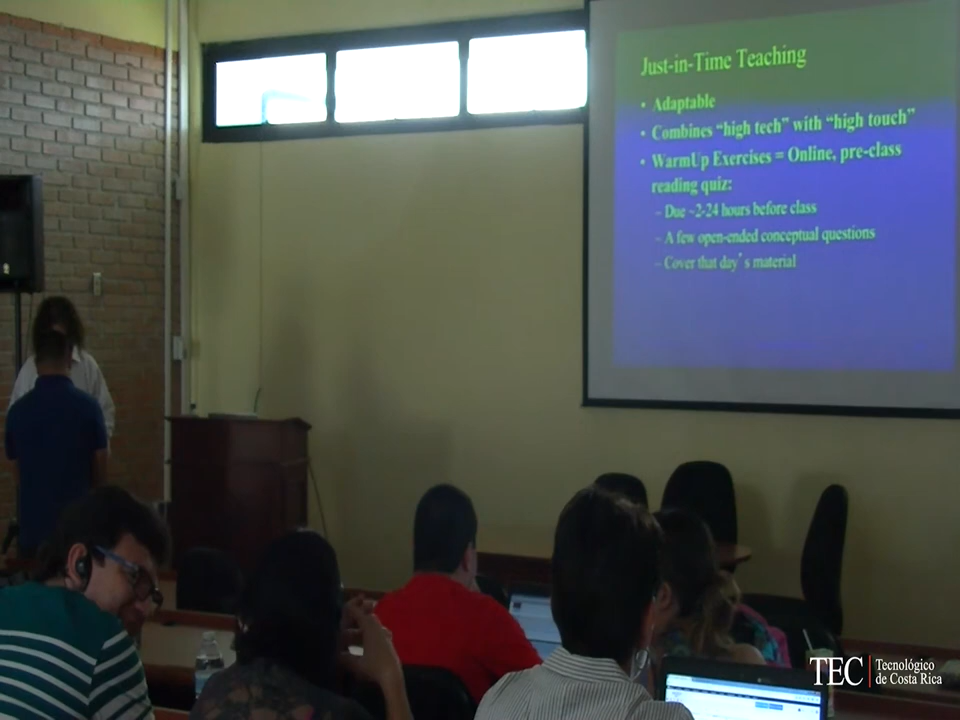 Just-in-Time Teaching
• Adaptable
• Combines “high tech” with “high touch”
• WarmUp Exercises = Online, pre-class
reading quiz:
– Due ~2-24 hours before class
– A few open-ended conceptual questions
– Cover that day’s material
TEC | Tecnológico
de Costa Rica